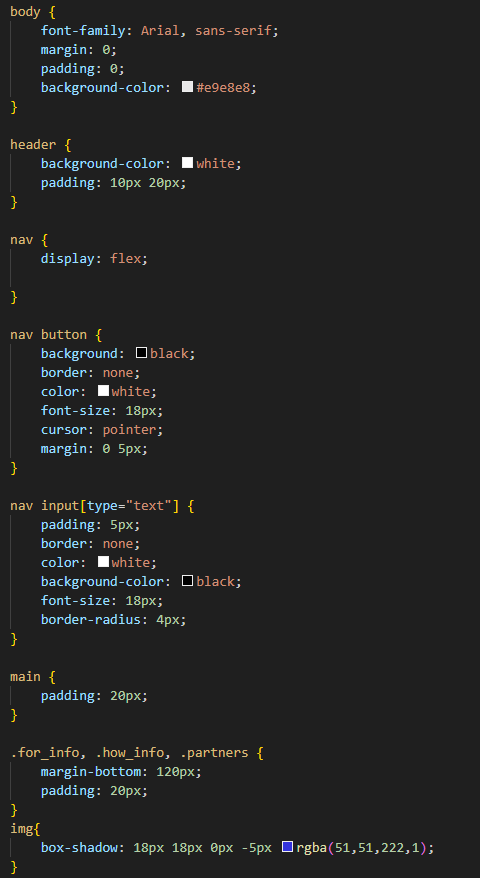 body {
    font-family: Arial, sans-serif;
    margin: 0;
    padding: 0;
    background-color: #e9e8e8;
}

header {
    background-color: white;
    padding: 10px 20px;
}

nav {
    display: flex;

}

nav button {
    background: black;
    border: none;
    color: white;
    font-size: 18px;
    cursor: pointer;
    margin: 0 5px;
}

nav input[type="text"] {
    padding: 5px;
    border: none;
    color: white;
    background-color: black;
    font-size: 18px;
    border-radius: 4px;
}

main {
    padding: 20px;
}

.for_info, .how_info, .partners {
    margin-bottom: 120px;
    padding: 20px;
}
img{
    box-shadow: 18px 18px 0px -5px rgba(51,51,222,1);
}